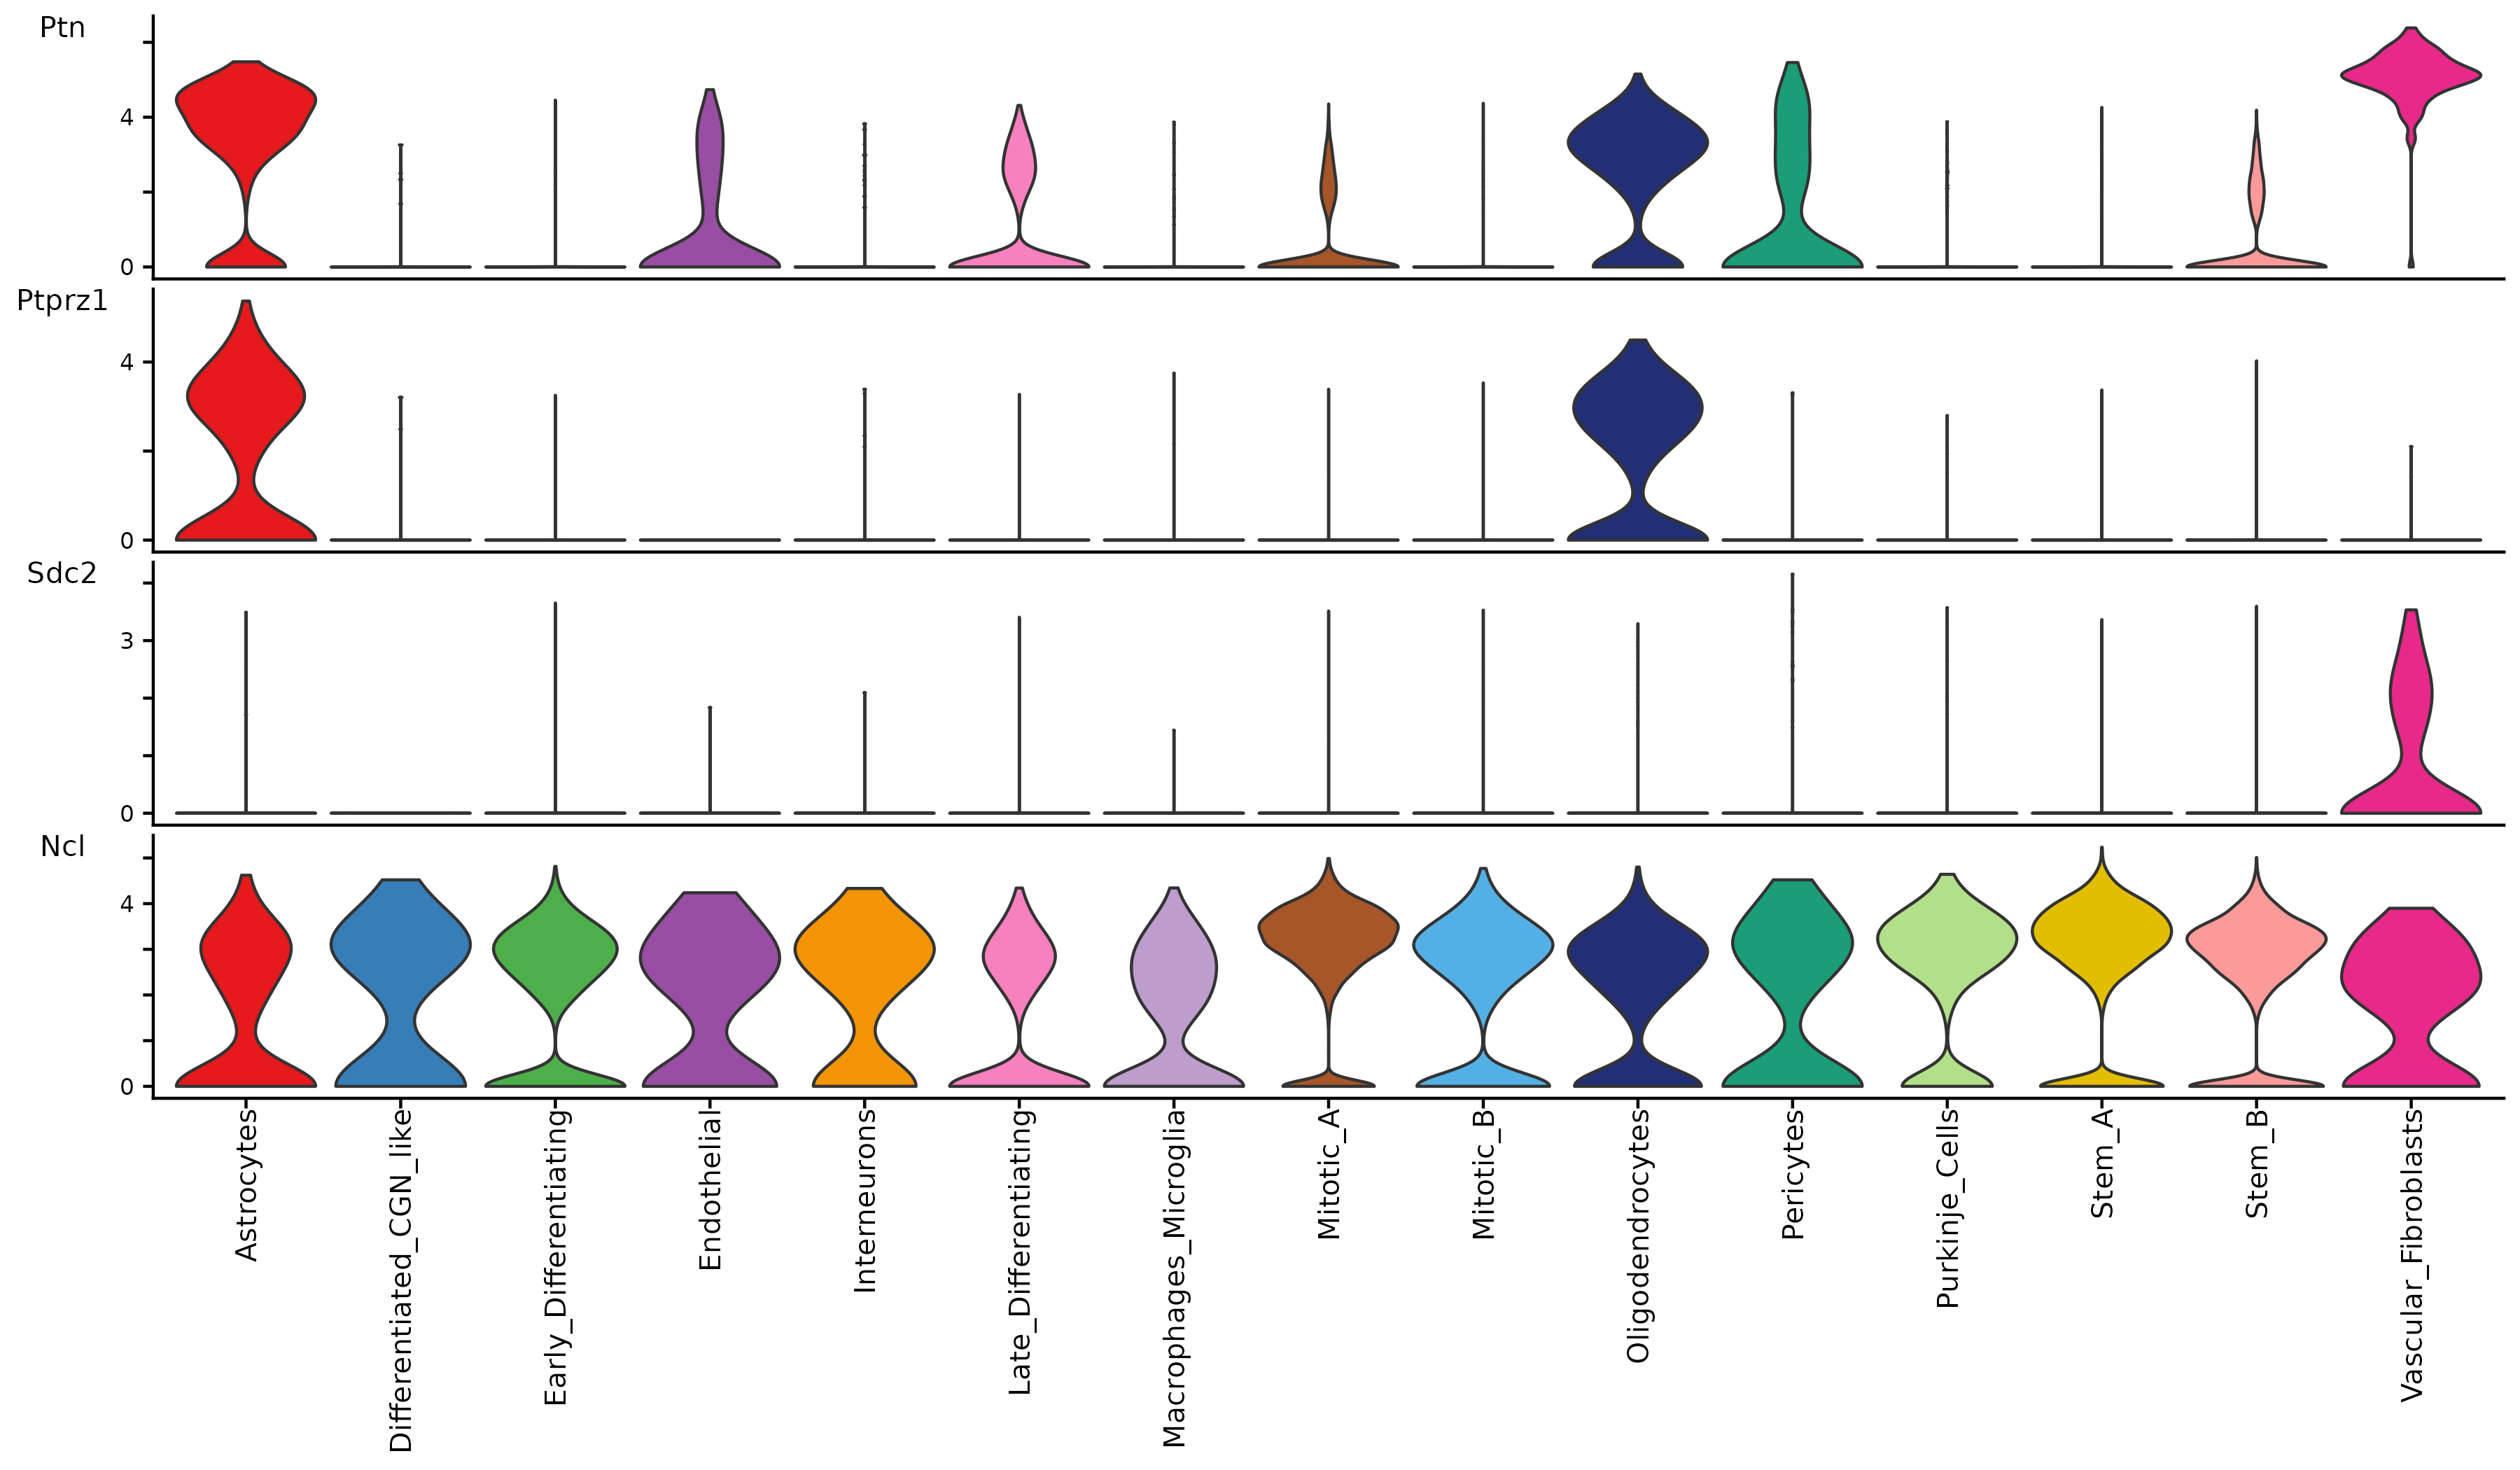 Ptn
4
0
Ptprz1
4
0
Sdc2
3
0
Ncl
4
0
Astrocytes
Differentiated_CGN_like
Early_Differentiating
Endothelial
Interneurons
Late_Differentiating
Macrophages_Microglia
Mitotic_A
Mitotic_B
Oligodendrocytes
Pericytes
Purkinje_Cells
Stem_A
Stem_B
Vascular_Fibroblasts